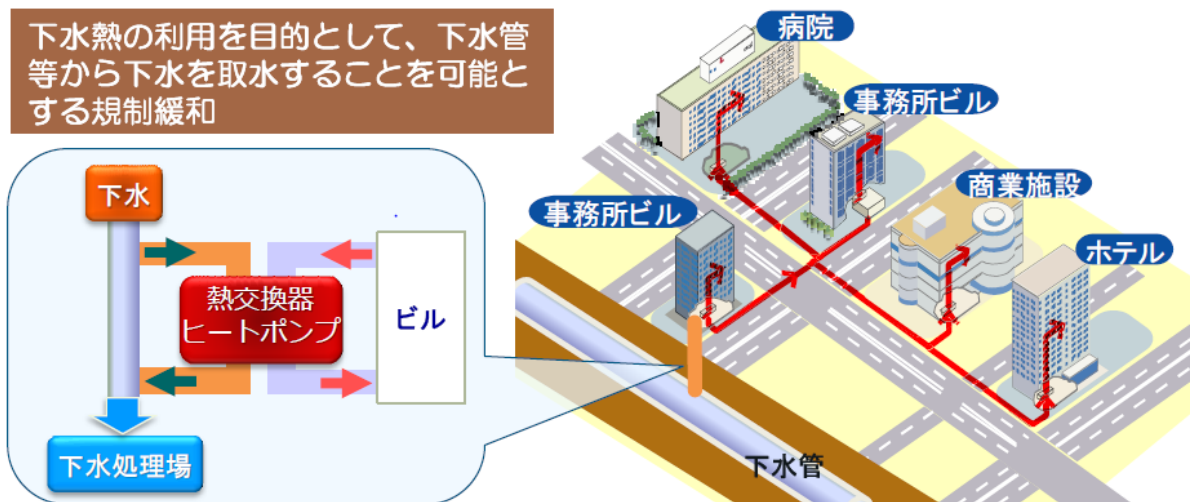 下水熱の利用を目的として、下水管
等から下水を取水することを可能と
する規制緩和
下水
熱交換器
ヒートポンプ
ビル
下水処理場
病院
事務所ビル
商業施設
事務所ビル
ホテル
下水管